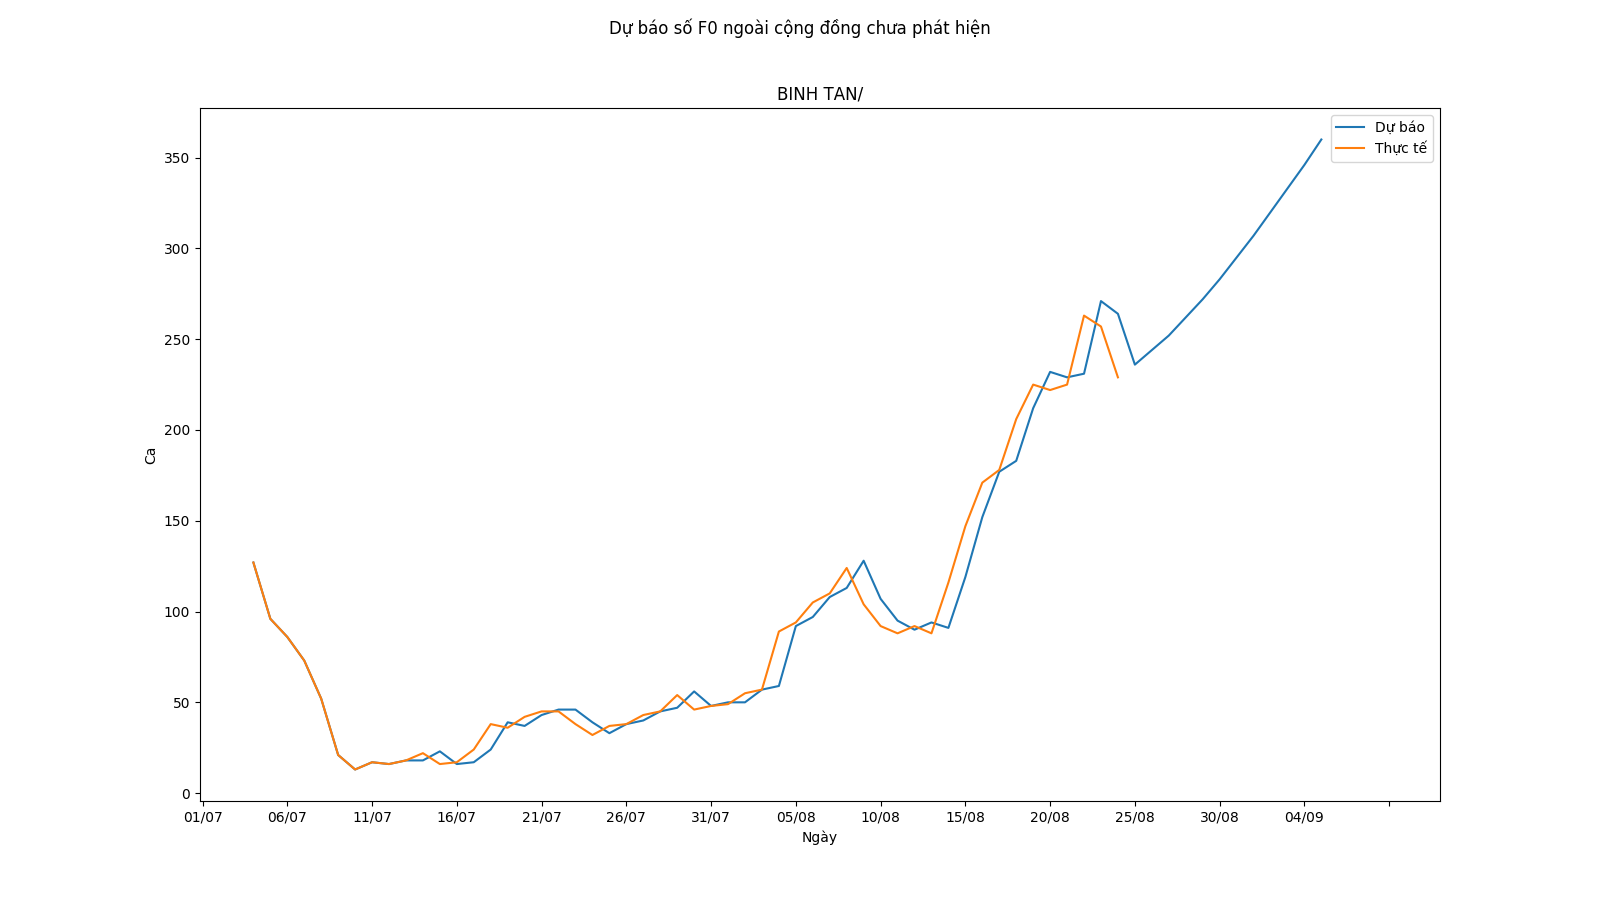 Dự báo số F0 ngoài cộng đồng chưa phát hiện
BINH TAN/
Dự báo
Thực tế
350
300
250
200
150
100
50
0
Ca
01/07 06/07 11/07 16/07 21/07 26/07 31/07 05/08 10/08 15/08 20/08 25/08 30/08 04/09
Ngày